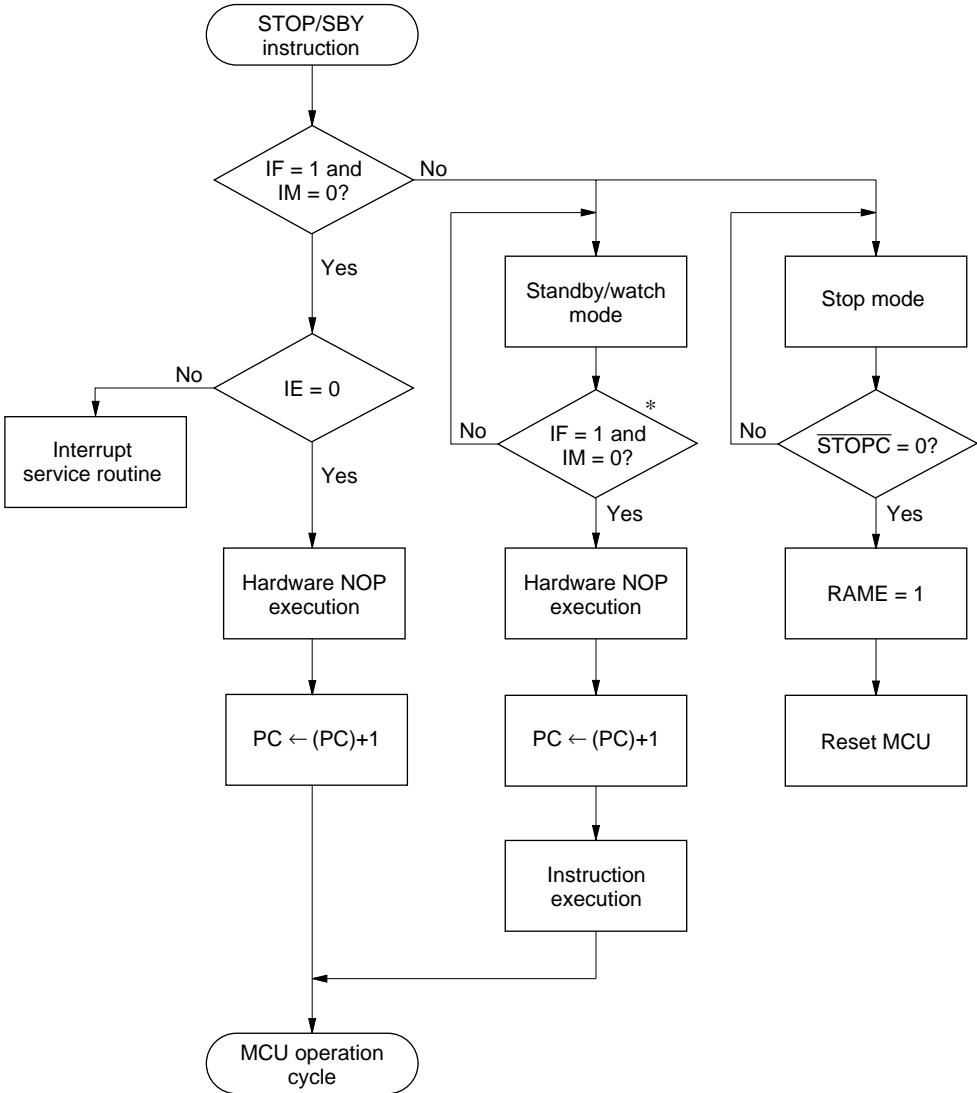 STOP/SBY
instruction
IF = 1 and
IM = 0?
No
Yes
IE = 0
No
Yes
Interrupt
service routine
Hardware NOP
execution
PC ← (PC)+1
Standby/watch
mode
*
IF = 1 and
IM = 0?
No
Yes
Hardware NOP
execution
PC ← (PC)+1
Instruction
execution
Stop mode
S̅T̅O̅P̅C̅ = 0?
No
Yes
RAME = 1
Reset MCU
MCU operation
cycle